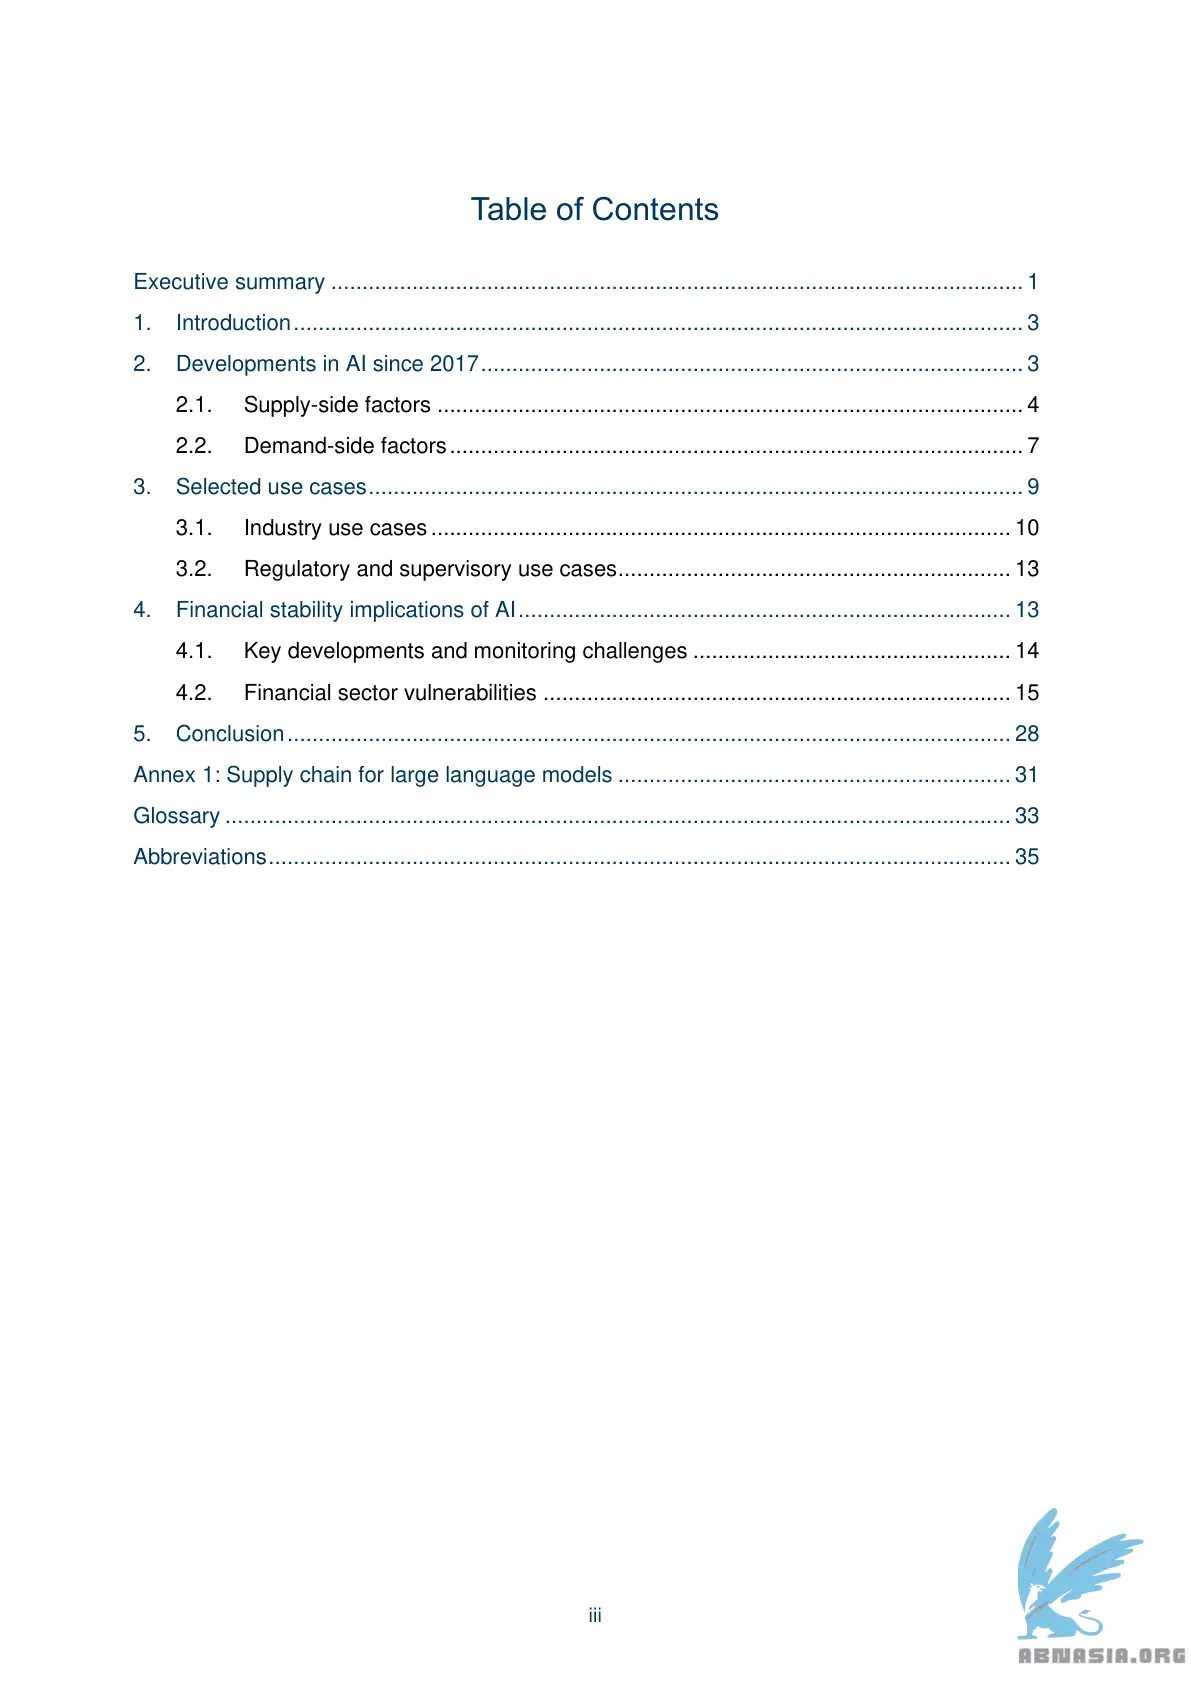 Table of Contents
Executive summary ................................................................................................................ 1
1. Introduction ...................................................................................................................... 3
2. Developments in AI since 2017 ....................................................................................... 3
2.1. Supply-side factors .............................................................................................. 4
2.2. Demand-side factors ............................................................................................ 7
3. Selected use cases .......................................................................................................... 9
3.1. Industry use cases .............................................................................................. 10
3.2. Regulatory and supervisory use cases ............................................................... 13
4. Financial stability implications of AI ................................................................................ 13
4.1. Key developments and monitoring challenges ................................................... 14
4.2. Financial sector vulnerabilities ........................................................................... 15
5. Conclusion ..................................................................................................................... 28
Annex 1: Supply chain for large language models ............................................................... 31
Glossary ............................................................................................................................... 33
Abbreviations ........................................................................................................................ 35
iii
ABNASIA.ORG